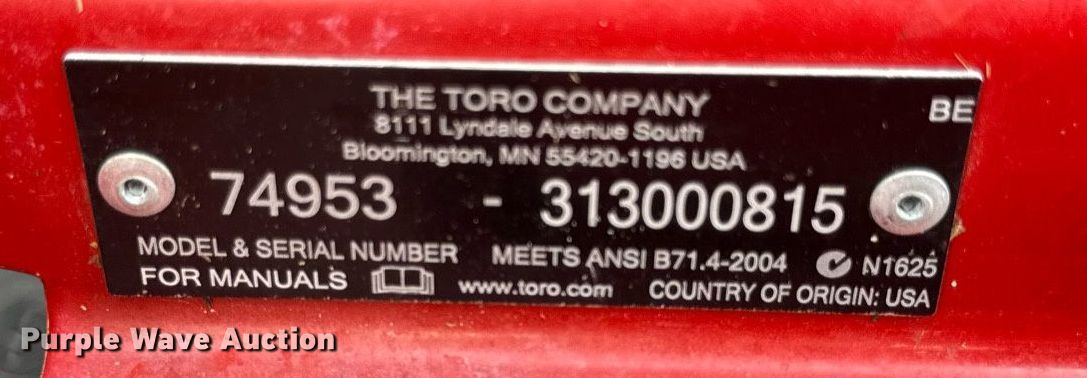 THE TORO COMPANY
BE
8111 Lyndale Avenue South
Bloomington, MN 55420-1196 USA
74953 - 313000815
MODEL & SERIAL NUMBER MEETS ANSI B71.4-2004 N1625
FOR MANUALS www.toro.com COUNTRY OF ORIGIN: USA
Purple Wave Auction